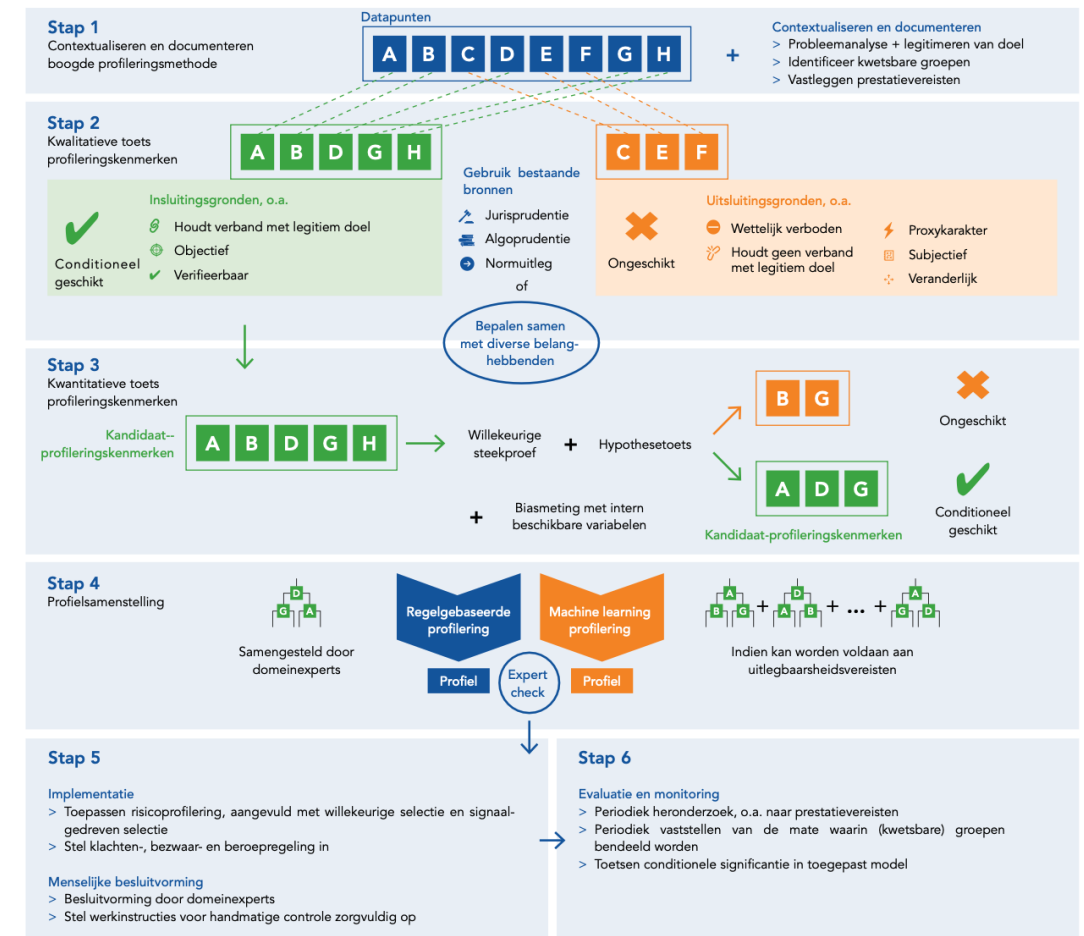 Stap 1
Contextualiseren en documenteren
boogde profileringsmethode
Datapunten
A B C D E F G H
+
Contextualiseren en documenteren
> Probleemanalyse + legitimeren van doel
> Identificeer kwetsbare groepen
> Vastleggen prestatievereisten
Stap 2
Kwalitatieve toets
profileringskenmerken
A B D G H
C E F
Insluitingsgronden, o.a.
Houdt verband met legitiem doel
Objectief
Verifieerbaar
Conditioneel
geschikt
Gebruik bestaande
bronnen
Jurisprudentie
Algoprudentie
Normuitleg
of
Bepalen samen
met diverse belang-
hebbenden
Uitsluitingsgronden, o.a.
Wettelijk verboden
Houdt geen verband
met legitiem doel
Proxykarakter
Subjectief
Veranderlijk
Ongeschikt
Stap 3
Kwantitatieve toets
profileringskenmerken
Kandidaat--
profileringskenmerken
A B D G H
Willekeurige
steekproef
+
Hypothesetoets
+
Biasmeting met intern
beschikbare variabelen
B G
Ongeschikt
A D G
Kandidaat-profileringskenmerken
Conditioneel
geschikt
Stap 4
Profielsamenstelling
D
G A
Samengesteld door
domeinexperts
Regelgebaseerde
profilering
Profiel
Machine learning
profilering
Profiel
Expert
check
A
B G
+
D
A B
+ ... +
A
G D
Indien kan worden voldaan aan
uitlegbaarsheidsvereisten
Stap 5
Implementatie
> Toepassen risicoprofilering, aangevuld met willekeurige selectie en signaal-
gedreven selectie
> Stel klachten-, bezwaar- en beroepregeling in
Menselijke besluitvorming
> Besluitvorming door domeinexperts
> Stel werkinstructies voor handmatige controle zorgvuldig op
Stap 6
Evaluatie en monitoring
> Periodiek heronderzoek, o.a. naar prestatievereisten
> Periodiek vaststellen van de mate waarin (kwetsbare) groepen
bendeeld worden
> Toetsen conditionele significantie in toegepast model